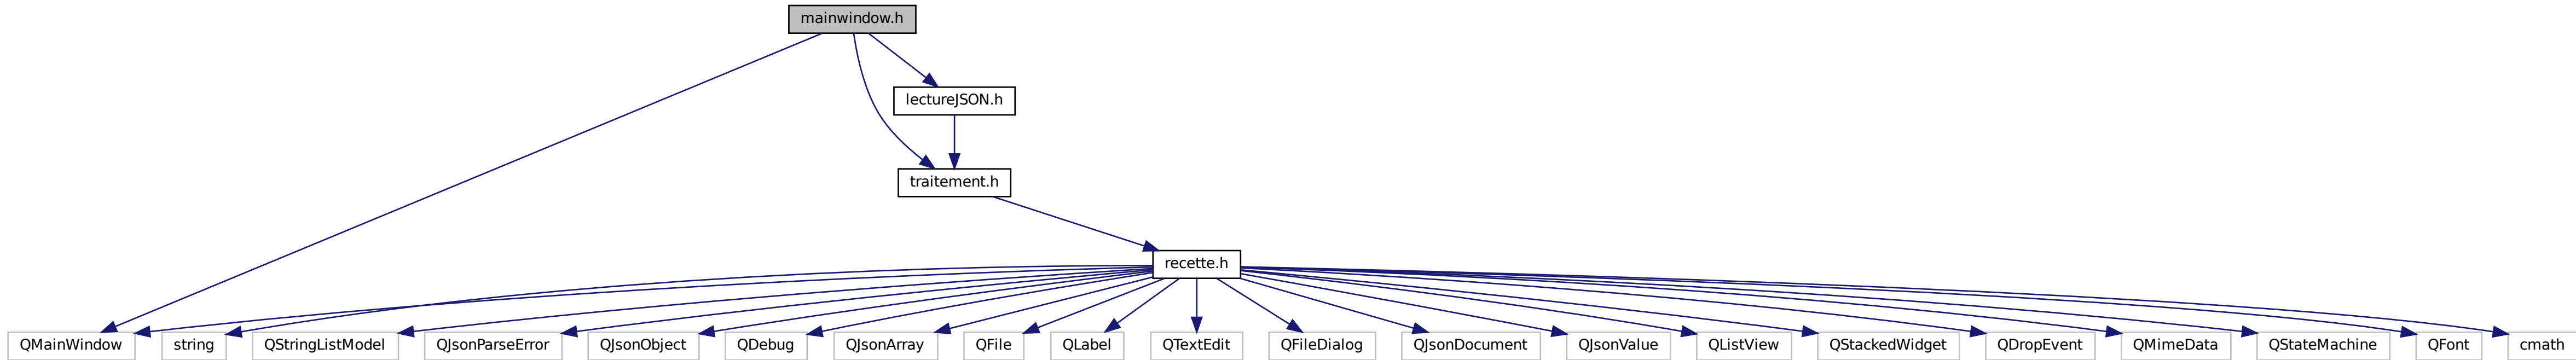 mainwindow.h
lectureJSON.h
traitement.h
recette.h
QMainWindow
string
QStringListModel
QJsonParseError
QJsonObject
QDebug
QJsonArray
QFile
QLabel
QTextEdit
QFileDialog
QJsonDocument
QJsonValue
QListView
QStackedWidget
QDropEvent
QMimeData
QStateMachine
QFont
cmath